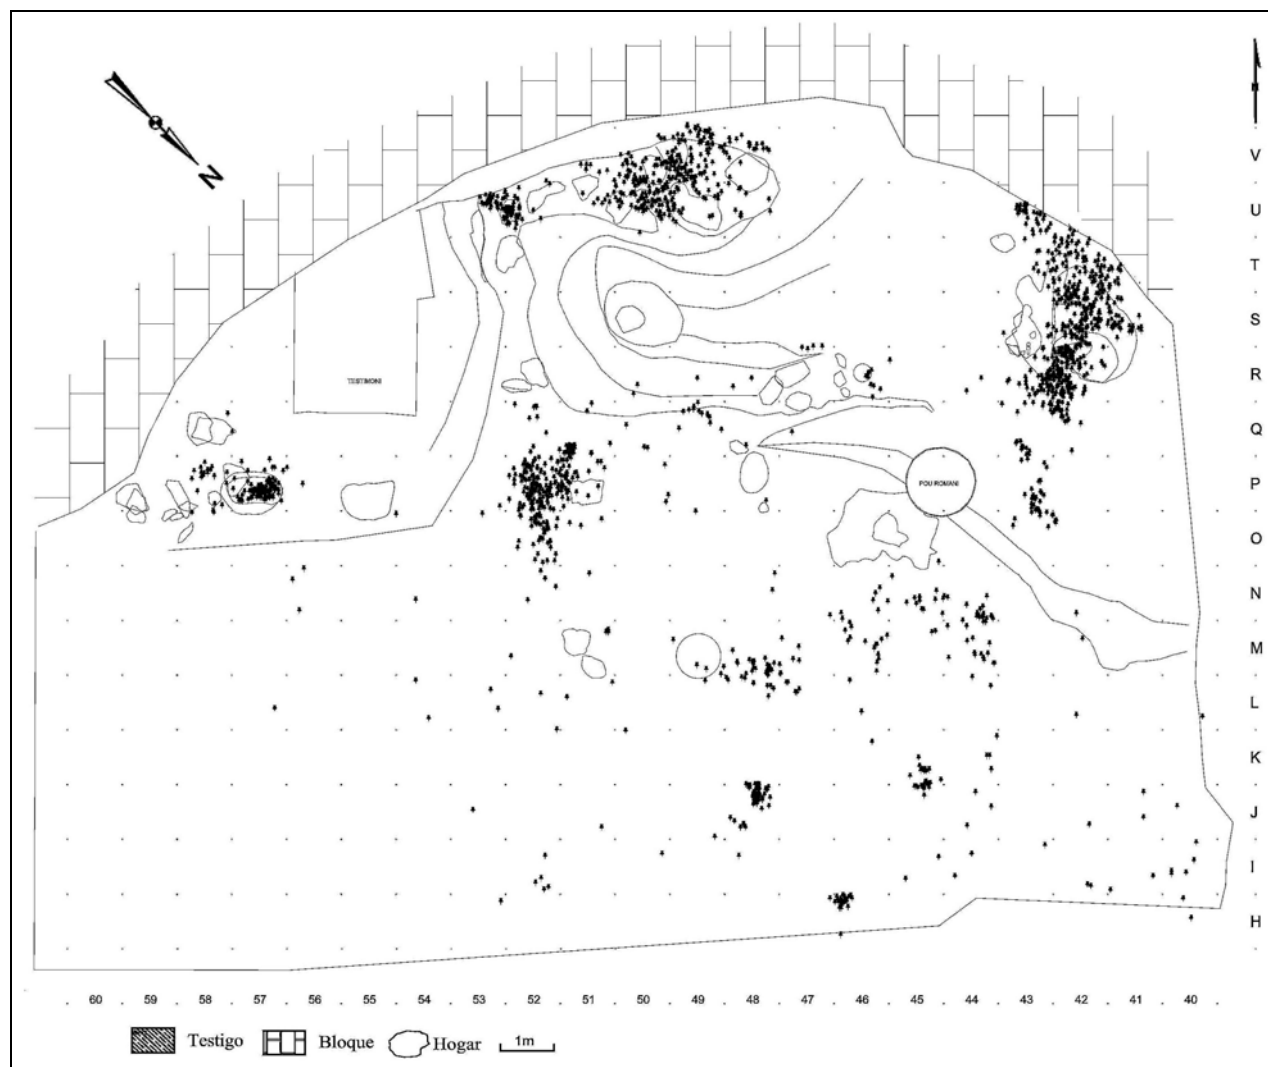 N
V
U
T
S
TESTIMONI
R
Q
POU ROMANI
P
O
N
M
L
K
J
I
H
60 59 58 57 56 55 54 53 52 51 50 49 48 47 46 45 44 43 42 41 40
Testigo Bloque Hogar 1m